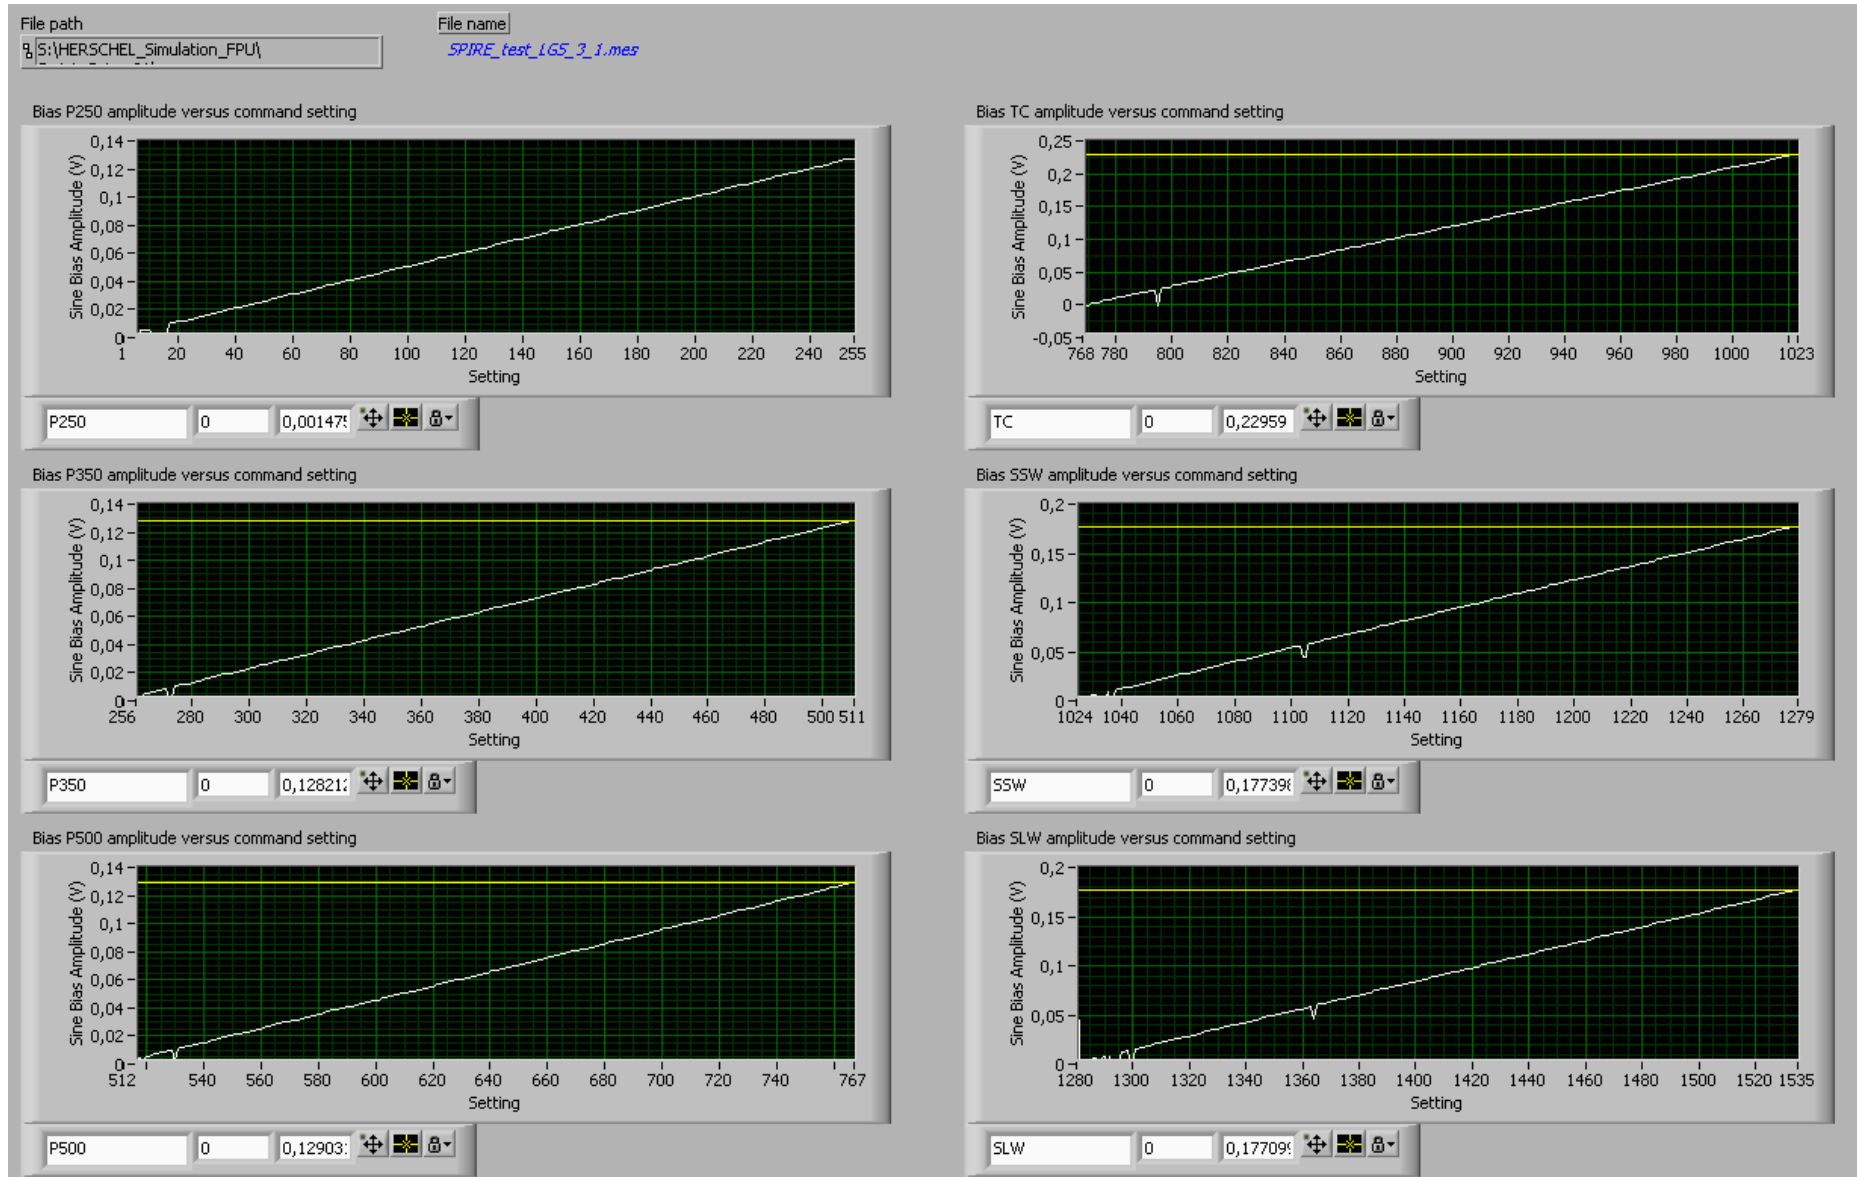 File path
File name
S:\HERSCHEL_Simulation_FPU\
SPIRE_test_LGS_3_1.mes
Bias P250 amplitude versus command setting
Sine Bias Amplitude (V)
0,14
0,12
0,1
0,08
0,06
0,04
0,02
0
1 20 40 60 80 100 120 140 160 180 200 220 240 255
Setting
P250 0 0,001475
Bias TC amplitude versus command setting
Sine Bias Amplitude (V)
0,25
0,2
0,15
0,1
0,05
0
-0,05
768 780 800 820 840 860 880 900 920 940 960 980 1000 1023
Setting
TC 0 0,22959
Bias P350 amplitude versus command setting
Sine Bias Amplitude (V)
0,14
0,12
0,1
0,08
0,06
0,04
0,02
0
256 280 300 320 340 360 380 400 420 440 460 480 500 511
Setting
P350 0 0,128212
Bias SSW amplitude versus command setting
Sine Bias Amplitude (V)
0,2
0,15
0,1
0,05
0
1024 1040 1060 1080 1100 1120 1140 1160 1180 1200 1220 1240 1260 1279
Setting
SSW 0 0,177398
Bias P500 amplitude versus command setting
Sine Bias Amplitude (V)
0,14
0,12
0,1
0,08
0,06
0,04
0,02
0
512 540 560 580 600 620 640 660 680 700 720 740 767
Setting
P500 0 0,12903
Bias SLW amplitude versus command setting
Sine Bias Amplitude (V)
0,2
0,15
0,1
0,05
0
1280 1300 1320 1340 1360 1380 1400 1420 1440 1460 1480 1500 1520 1535
Setting
SLW 0 0,17709